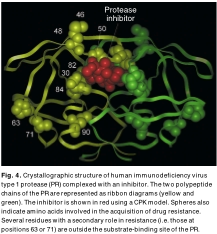 Protease
inhibitor
46
50
48
82
30
84
63
71
90
Fig. 4. Crystallographic structure of human immunodeficiency virus
type 1 protease (PR) complexed with an inhibitor. The two polypeptide
chains of the PR are represented as ribbon diagrams (yellow and
green). The inhibitor is shown in red using a CPK model. Spheres also
indicate amino acids involved in the acquisition of drug resistance.
Several residues with a secondary role in resistance (i.e. those at
positions 63 or 71) are outside the substrate-binding site of the PR.